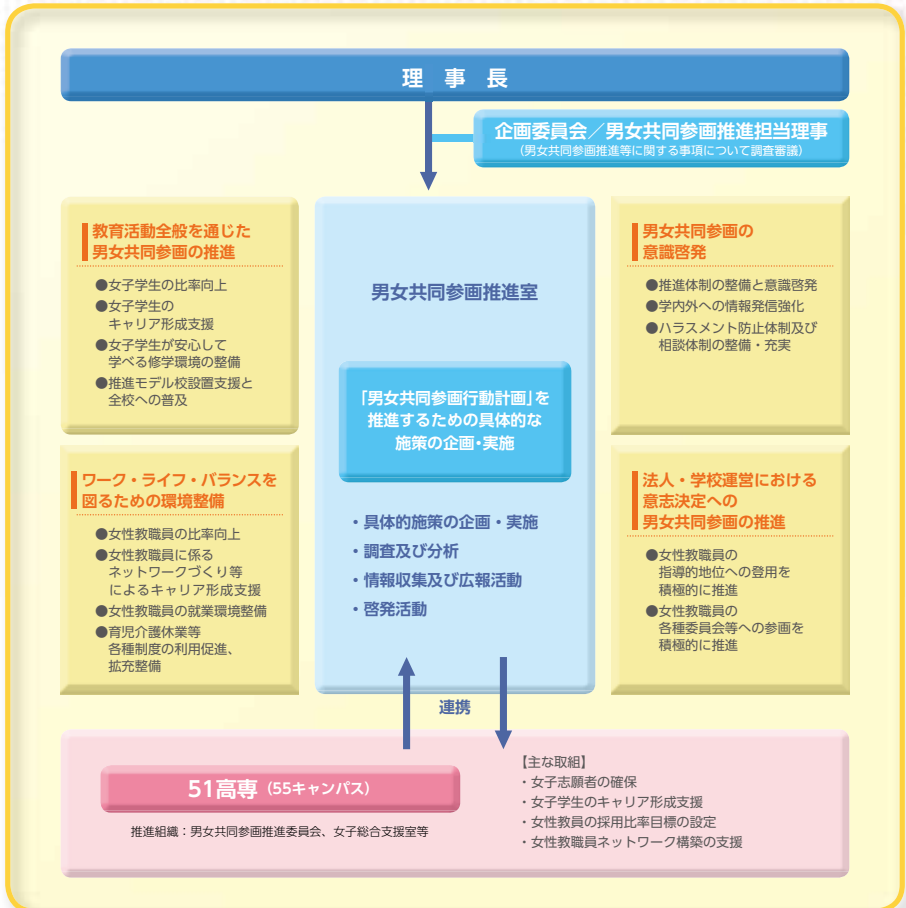 理事長
企画委員会／男女共同参画推進担当理事
（男女共同参画推進等に関する事項について調査審議）
教育活動全般を通じた
男女共同参画の推進
●女子学生の比率向上
●女子学生の
キャリア形成支援
●女子学生が安心して
学べる修学環境の整備
●推進モデル校設置支援と
全校への普及
ワーク・ライフ・バランスを
図るための環境整備
●女性教職員の比率向上
●女性教職員に係る
ネットワークづくり等
によるキャリア形成支援
●女性教職員の就業環境整備
●育児介護休業等
各種制度の利用促進、
拡充整備
男女共同参画推進室
「男女共同参画行動計画」を
推進するための具体的な
施策の企画・実施
・具体的施策の企画・実施
・調査及び分析
・情報収集及び広報活動
・啓発活動
男女共同参画の
意識啓発
●推進体制の整備と意識啓発
●学内外への情報発信強化
●ハラスメント防止体制及び
相談体制の整備・充実
法人・学校運営における
意志決定への
男女共同参画の推進
●女性教職員の
指導的地位への登用を
積極的に推進
●女性教職員の
各種委員会等への参画を
積極的に推進
連携
51高専（55キャンパス）
推進組織：男女共同参画推進委員会、女子総合支援室等
【主な取組】
・女子志願者の確保
・女子学生のキャリア形成支援
・女性教員の採用比率目標の設定
・女性教職員ネットワーク構築の支援